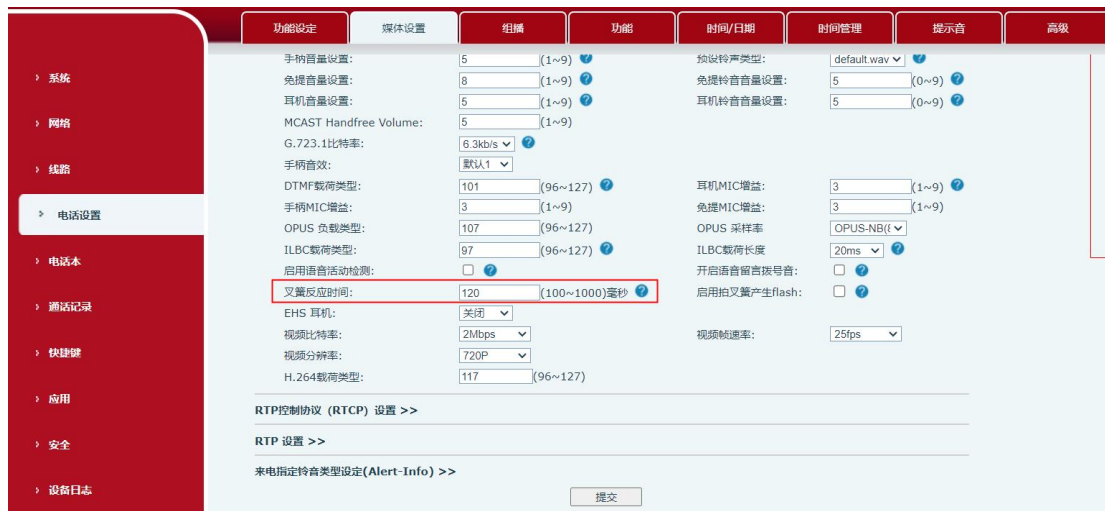 功能设定 媒体设置 组播 功能 时间/日期 时间管理 提示音 高级
› 系统
› 网络
› 线路
› 电话设置
› 电话本
› 通话记录
› 快捷键
› 应用
› 安全
› 设备日志
手柄音量设置: 5 (1~9) 预设铃声类型: default.wav
免提音量设置: 8 (1~9) 免提铃音音量设置: 5 (0~9)
耳机音量设置: 5 (1~9) 耳机铃音音量设置: 5 (0~9)
MCAST Handfree Volume: 5 (1~9)
G.723.1比特率: 6.3kb/s
手柄音效: 默认1
DTMF载荷类型: 101 (96~127) 耳机MIC增益: 3 (1~9)
手柄MIC增益: 3 (1~9) 免提MIC增益: 3 (1~9)
OPUS 负载类型: 107 (96~127) OPUS 采样率 OPUS-NB(8
ILBC载荷类型: 97 (96~127) ILBC载荷长度 20ms
启用语音活动检测: 开启语音留言拨号音:
叉簧反应时间: 120 (100~1000)毫秒 启用拍叉簧产生flash:
EHS 耳机: 关闭
视频比特率: 2Mbps 视频帧速率: 25fps
视频分辨率: 720P
H.264载荷类型: 117 (96~127)
RTP控制协议 (RTCP) 设置 >>
RTP 设置 >>
来电指定铃音类型设定(Alert-Info) >>
提交